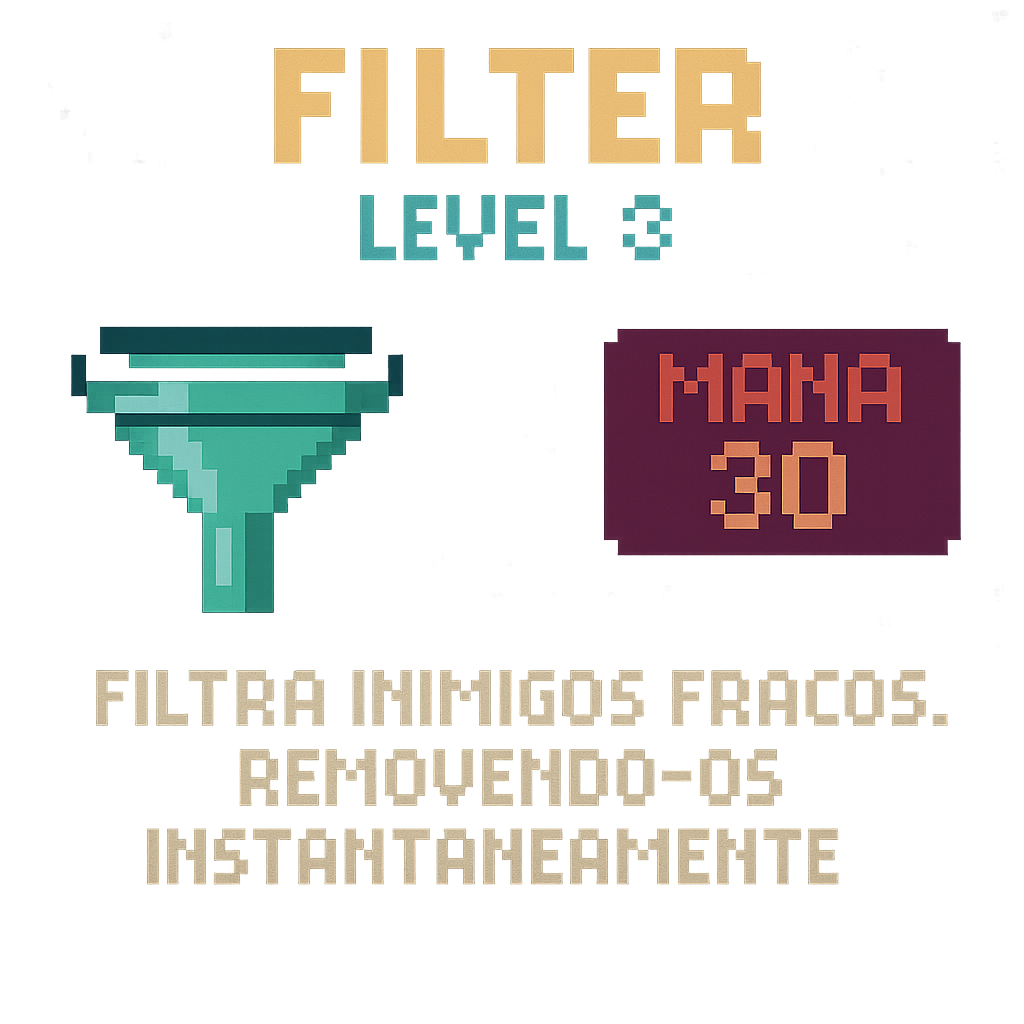 FILTER
LEVEL 3
MANA
30
FILTRA INIMIGOS FRACOS.
REMOVENDO-OS
INSTANTANEAMENTE